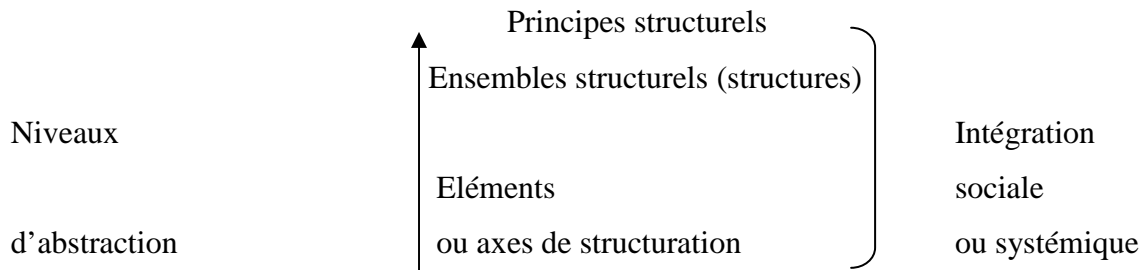 Principes structurels
Ensembles structurels (structures)
Niveaux Intégration
Eléments sociale
d’abstraction ou axes de structuration ou systémique